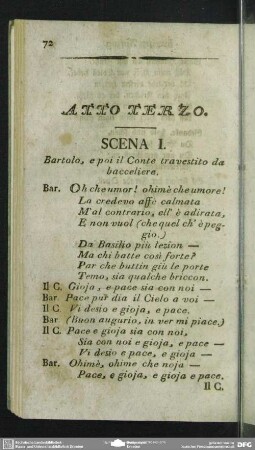 72
ATTO TERZO.
SCENA I.
Bartolo, e poi il Conte travestito da
bacceliere.
Bar. Oh che umor! ohimè che umore!
La credevo affè calmata
M'al contrario, ell' è adirata,
E non vuol (che quel ch' è peg-
gio.)
Da Basilio più lezion —
Ma chi batte così forte?
Par che buttin giù le porte
Temo, sia qualche briccon.
Il C. Gioja, e pace sia con noi —
Bar. Pace pur dia il Cielo a voi —
Il C. Vi desio e gioja, e pace.
Bar (Buon augurio, in ver mi piace.)
Il C. Pace e gioja sia con noi,
Sia con noi e gioja, e pace —
Vi desio e pace, e gioja —
Bar. Ohimè, ohime che noja —
Pace, e gioja, e gioja e pace.
Il C.